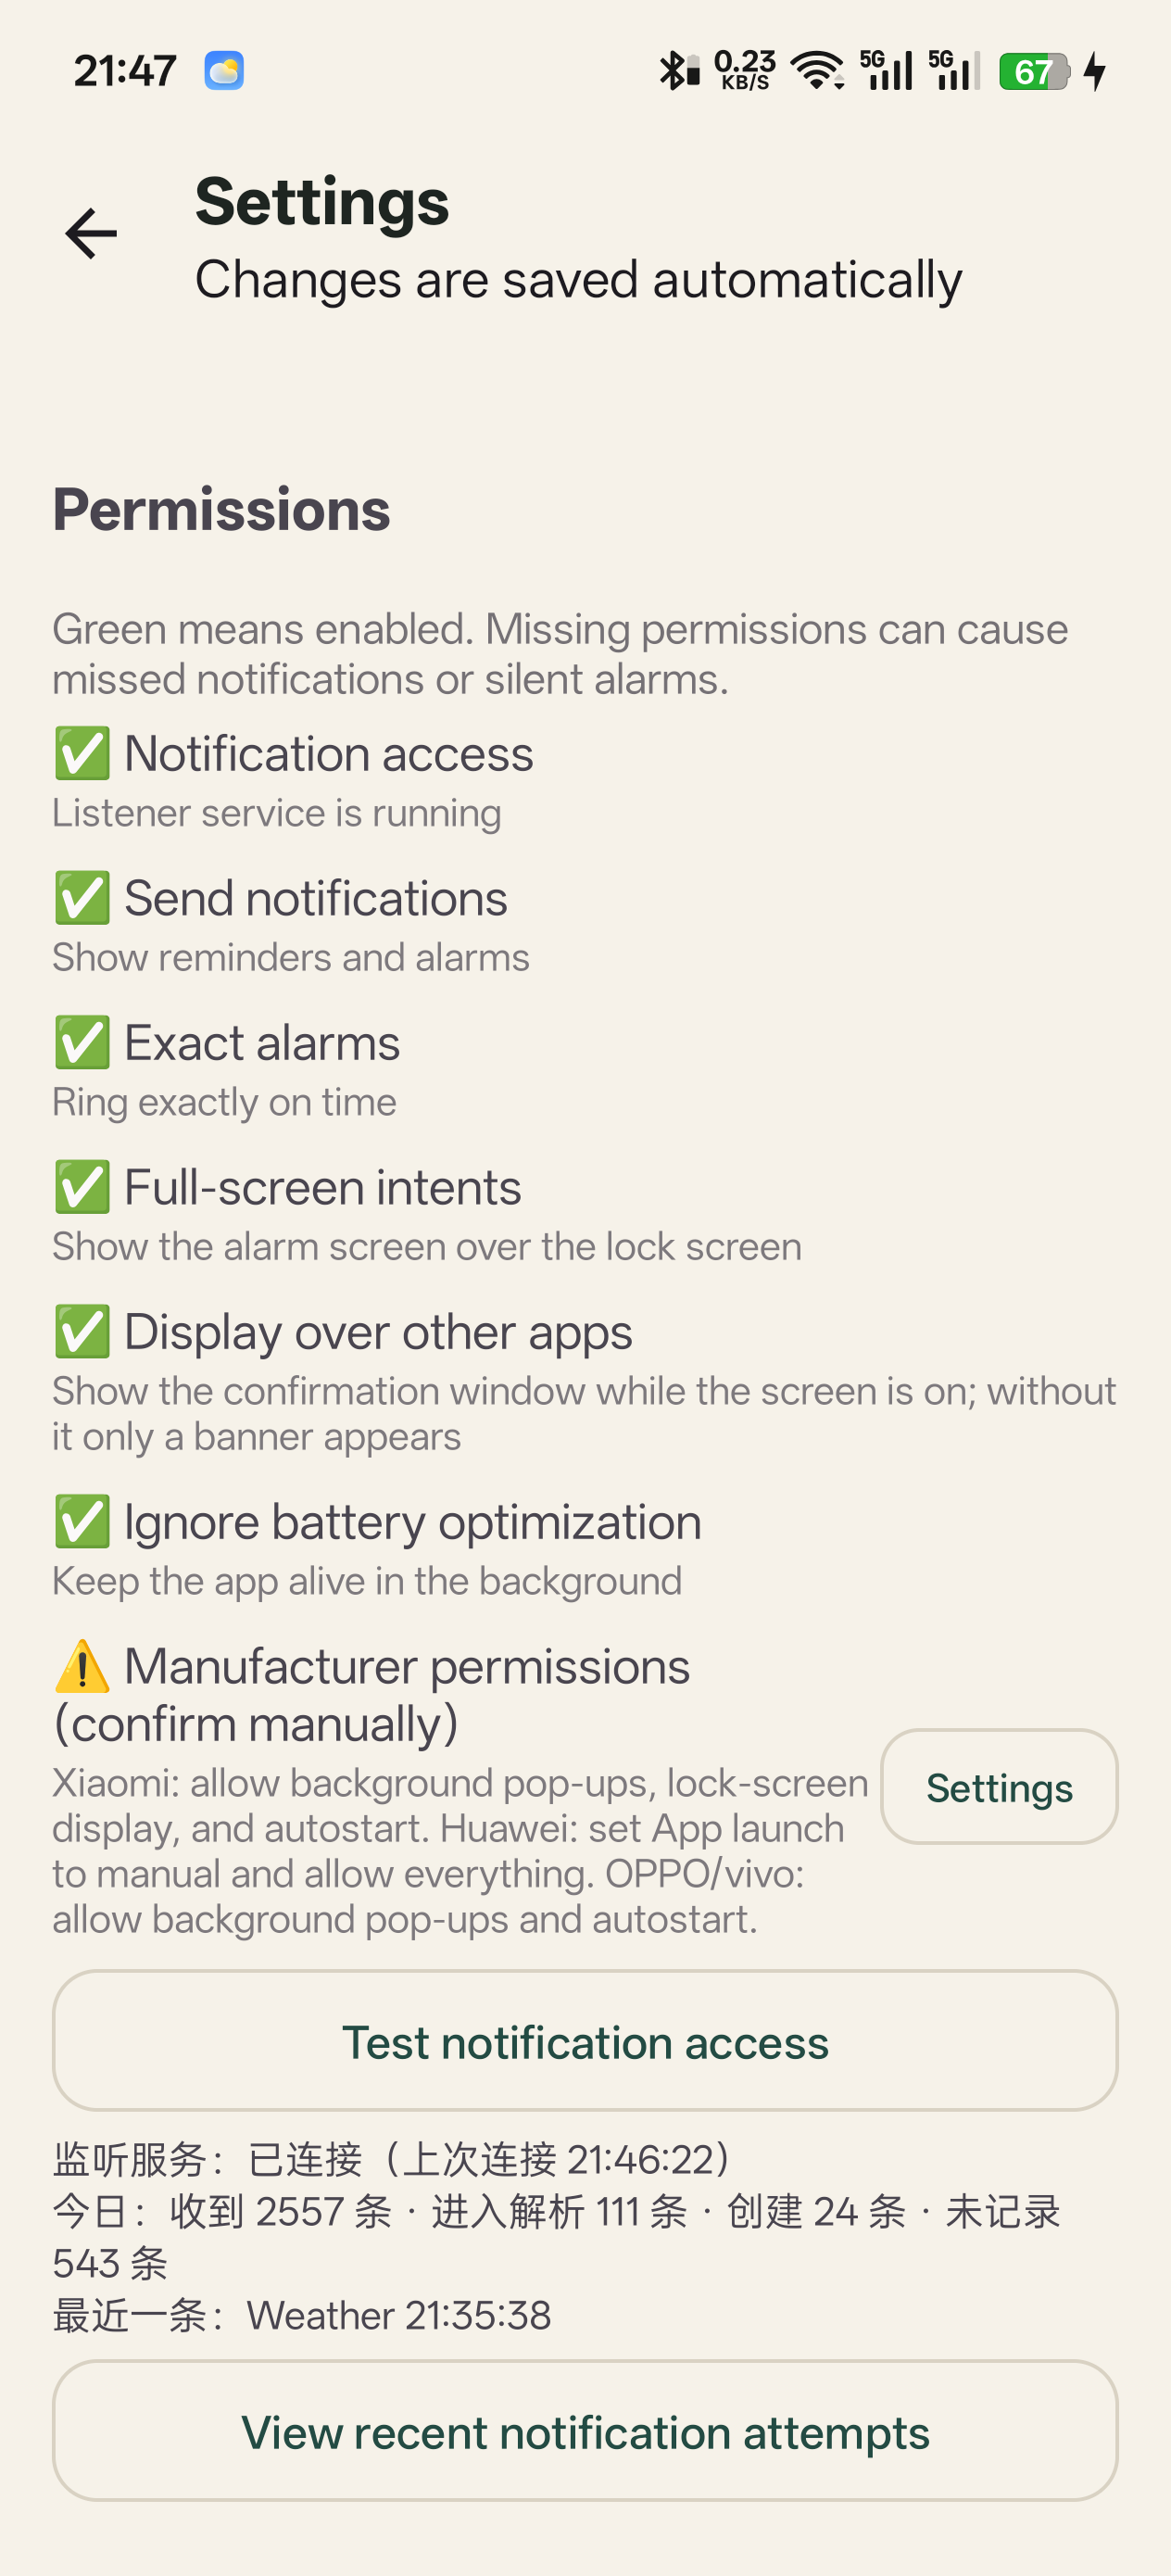 21:47
0.23 KB/S 5G 5G 67
Settings
Changes are saved automatically
Permissions
Green means enabled. Missing permissions can cause
missed notifications or silent alarms.
✅ Notification access
Listener service is running
✅ Send notifications
Show reminders and alarms
✅ Exact alarms
Ring exactly on time
✅ Full-screen intents
Show the alarm screen over the lock screen
✅ Display over other apps
Show the confirmation window while the screen is on; without
it only a banner appears
✅ Ignore battery optimization
Keep the app alive in the background
⚠️ Manufacturer permissions
(confirm manually)
Xiaomi: allow background pop-ups, lock-screen
display, and autostart. Huawei: set App launch
to manual and allow everything. OPPO/vivo:
allow background pop-ups and autostart.
Settings
Test notification access
监听服务：已连接（上次连接 21:46:22）
今日：收到 2557 条 · 进入解析 111 条 · 创建 24 条 · 未记录
543 条
最近一条：Weather 21:35:38
View recent notification attempts